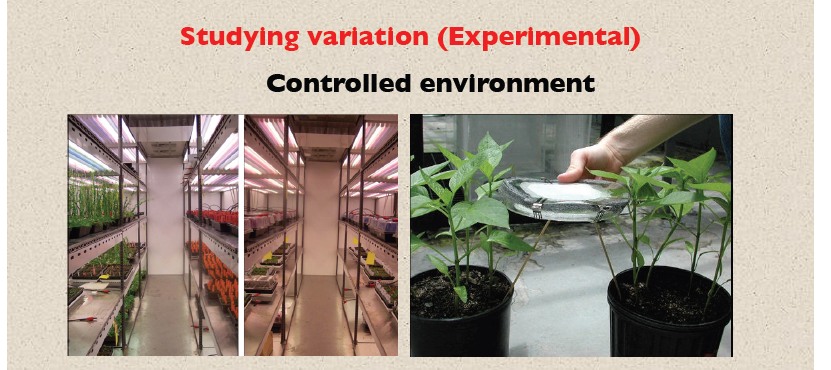 Studying variation (Experimental)
Controlled environment